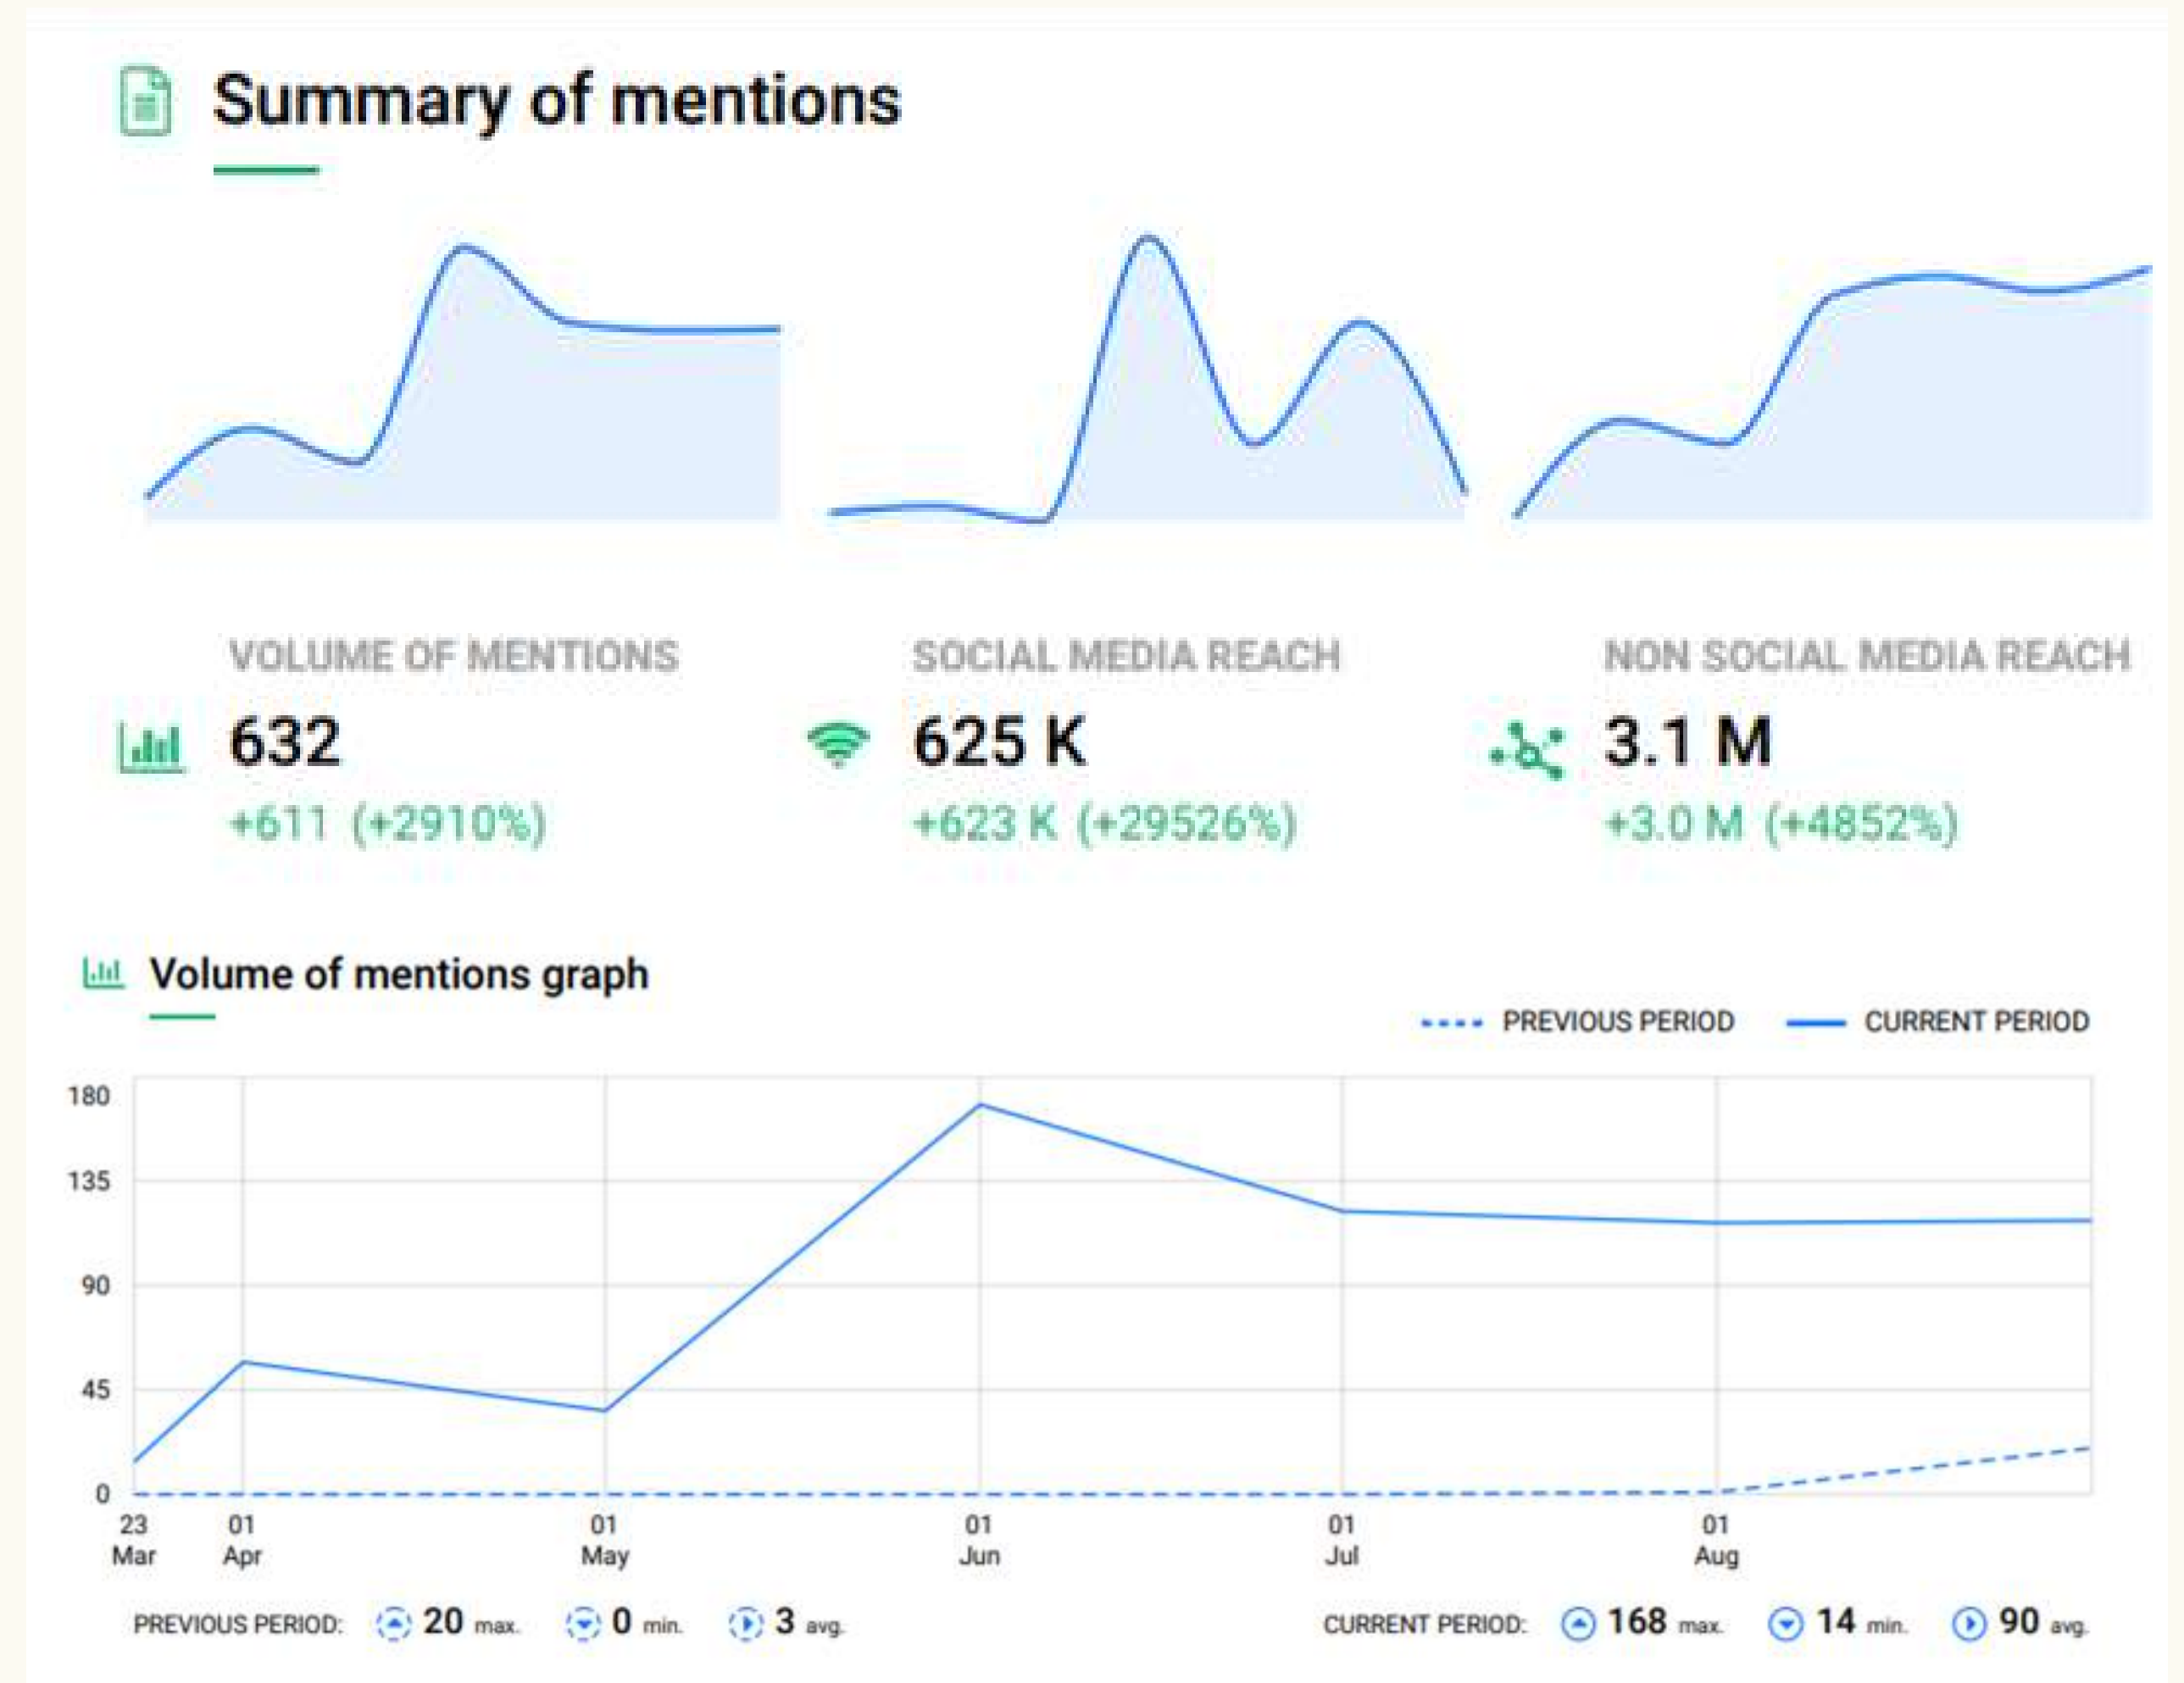 Summary of mentions
VOLUME OF MENTIONS
632
+611 (+2910%)
SOCIAL MEDIA REACH
625 K
+623 K (+29526%)
NON SOCIAL MEDIA REACH
3.1 M
+3.0 M (+4852%)
Volume of mentions graph
PREVIOUS PERIOD CURRENT PERIOD
180
135
90
45
0
23 Mar
01 Apr
01 May
01 Jun
01 Jul
01 Aug
PREVIOUS PERIOD: 20 max. 0 min. 3 avg.
CURRENT PERIOD: 168 max. 14 min. 90 avg.